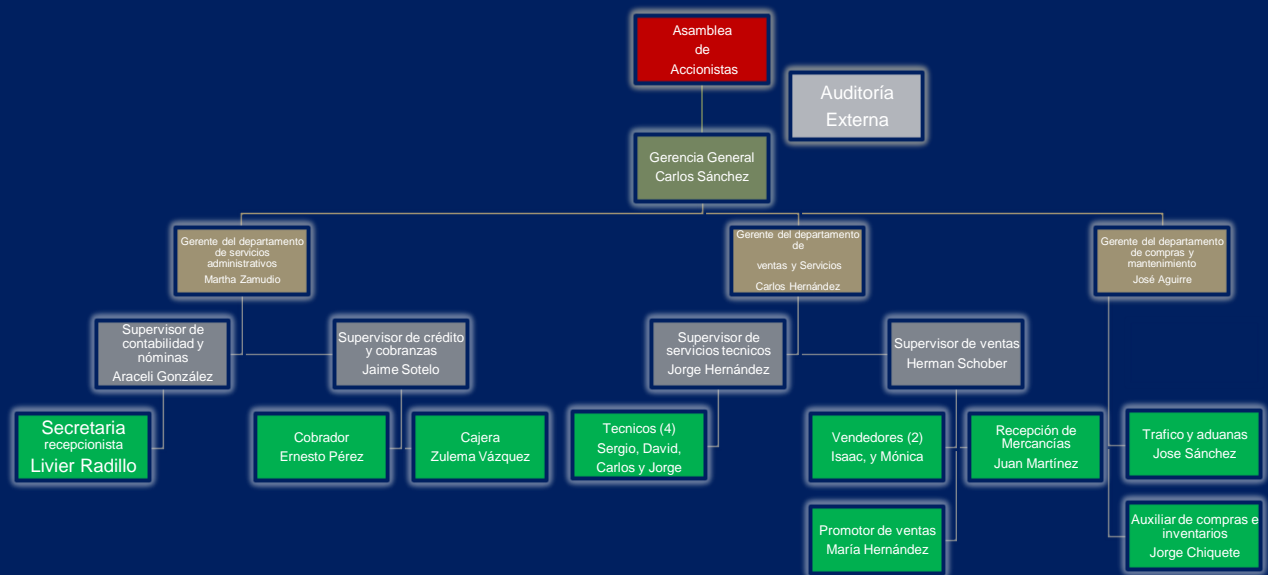 Asamblea
de
Accionistas
Auditoría
Externa
Gerencia General
Carlos Sánchez
Gerente del departamento
de servicios
administrativos
Martha Zamudio
Gerente del departamento
de
ventas y Servicios
Carlos Hernández
Gerente del departamento
de compras y
mantenimiento
José Aguirre
Supervisor de
contabilidad y
nóminas
Araceli González
Supervisor de crédito
y cobranzas
Jaime Sotelo
Supervisor de
servicios tecnicos
Jorge Hernández
Supervisor de ventas
Herman Schober
Secretaria
recepcionista
Livier Radillo
Cobrador
Ernesto Pérez
Cajera
Zulema Vázquez
Tecnicos (4)
Sergio, David,
Carlos y Jorge
Vendedores (2)
Isaac, y Mónica
Recepción de
Mercancías
Juan Martínez
Trafico y aduanas
Jose Sánchez
Promotor de ventas
María Hernández
Auxiliar de compras e
inventarios
Jorge Chiquete